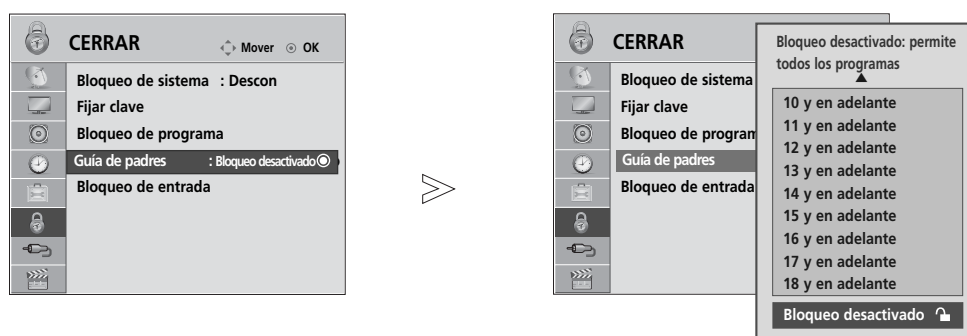 CERRAR
Mover OK
Bloqueo de sistema : Descon
Fijar clave
Bloqueo de programa
Guía de padres : Bloqueo desactivado
Bloqueo de entrada
CERRAR
Bloqueo de sistema
Fijar clave
Bloqueo de program
Guía de padres
Bloqueo de entrada
Bloqueo desactivado: permite
todos los programas
10 y en adelante
11 y en adelante
12 y en adelante
13 y en adelante
14 y en adelante
15 y en adelante
16 y en adelante
17 y en adelante
18 y en adelante
Bloqueo desactivado